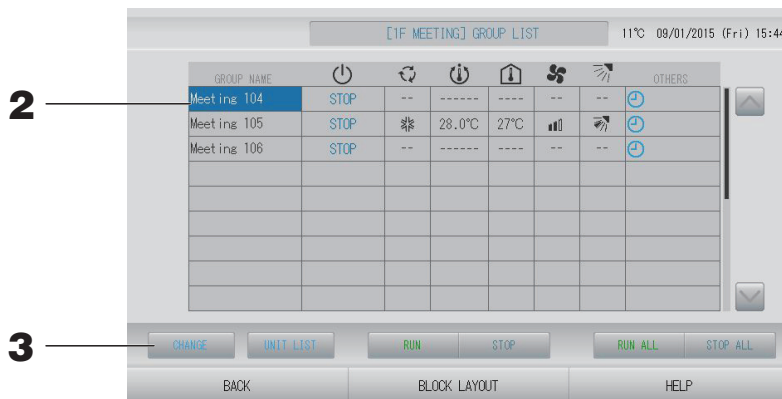 [1F MEETING] GROUP LIST 11°C 09/01/2015 (Fri) 15:44
GROUP NAME OTHERS
2
Meeting 104 STOP -- ------ ---- -- --
Meeting 105 STOP 28.0°C 27°C
Meeting 106 STOP -- ------ ---- -- --
3
CHANGE UNIT LIST RUN STOP RUN ALL STOP ALL
BACK BLOCK LAYOUT HELP